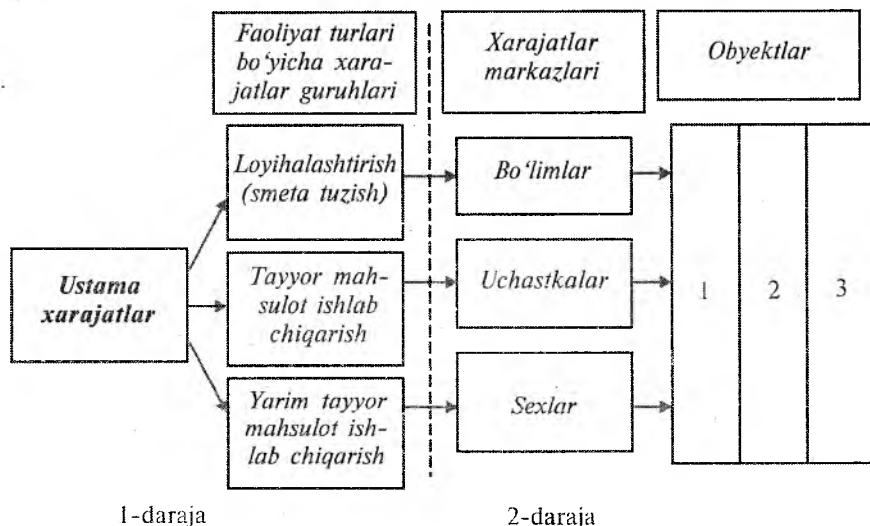 Faoliyat turlari
bo‘yicha xara-
jatlar guruhlari
Xarajatlar
markazlari
Obyektlar
Loyihalashtirish
(smeta tuzish)
Bo‘limlar
Ustama
xarajatlar
Tayyor mah-
sulot ishlab
chiqarish
Uchastkalar
1
2
3
Yarim tayyor
mahsulot ish-
lab chiqarish
Sexlar
1-daraja
2-daraja